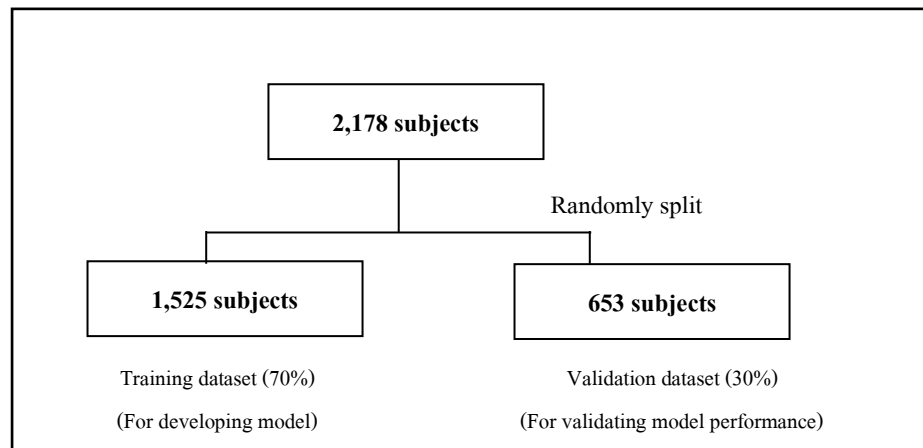 2,178 subjects
Randomly split
1,525 subjects
653 subjects
Training dataset (70%)
Validation dataset (30%)
(For developing model)
(For validating model performance)